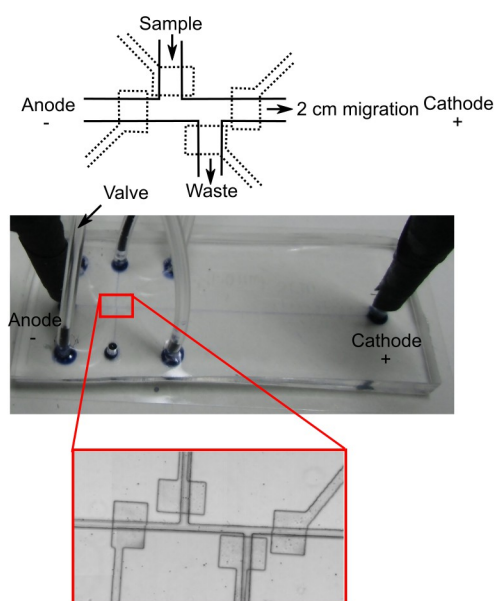 Sample
Anode
-
2 cm migration
Cathode
+
Waste
Valve
Anode
-
Cathode
+